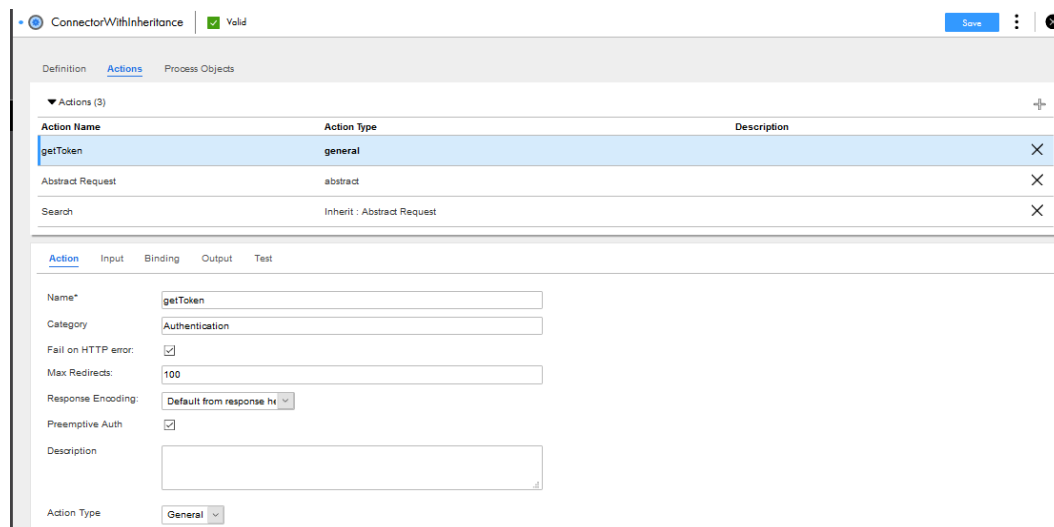 ConnectorWithInheritance Valid Save
Definition Actions Process Objects
Actions (3)
Action Name Action Type Description
getToken general
Abstract Request abstract
Search Inherit : Abstract Request
Action Input Binding Output Test
Name* getToken
Category Authentication
Fail on HTTP error:
Max Redirects: 100
Response Encoding: Default from response he
Preemptive Auth
Description
Action Type General